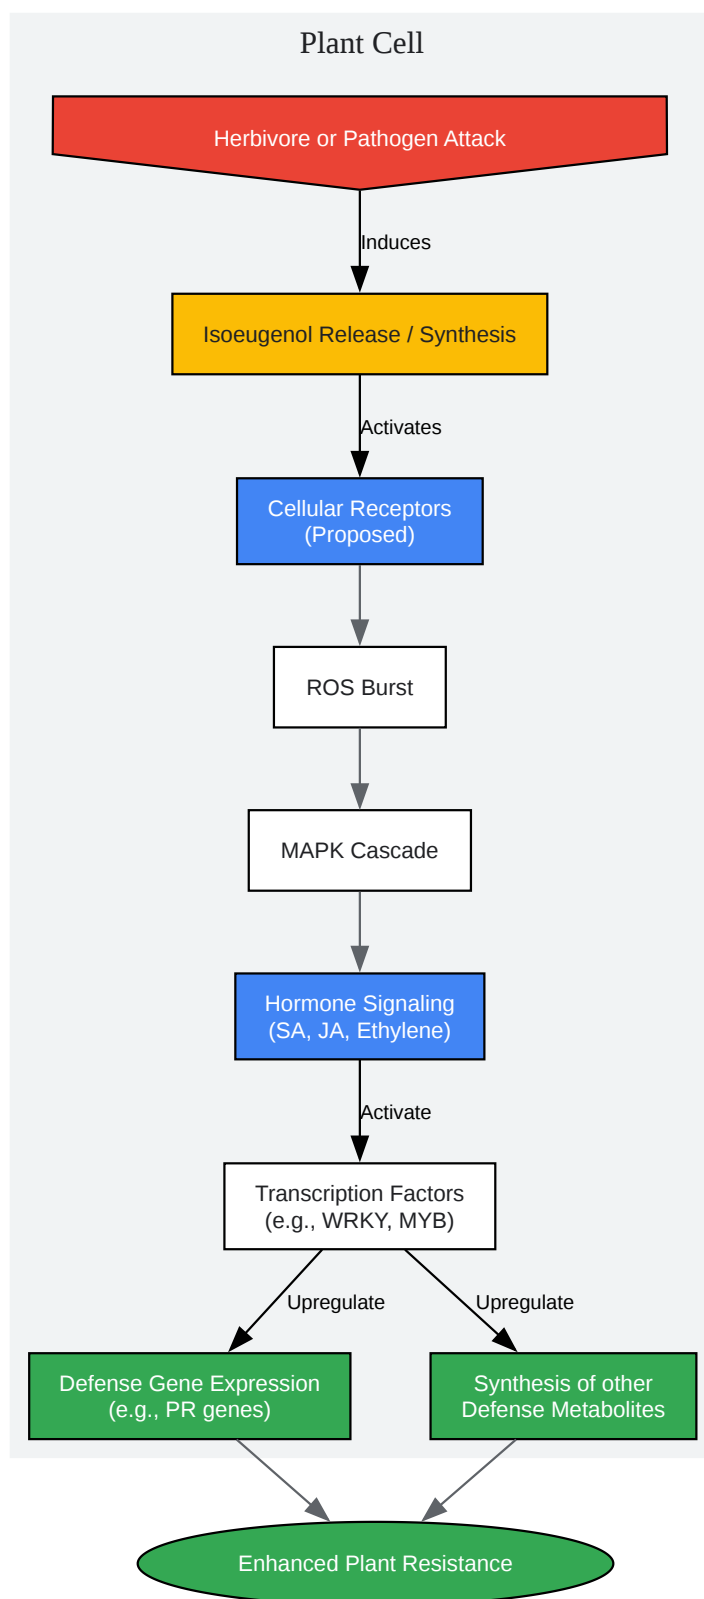 Plant Cell
Herbivore or Pathogen Attack
Induces
Isoeugenol Release / Synthesis
Activates
Cellular Receptors
(Proposed)
ROS Burst
MAPK Cascade
Hormone Signaling
(SA, JA, Ethylene)
Activate
Transcription Factors
(e.g., WRKY, MYB)
Upregulate
Upregulate
Defense Gene Expression
(e.g., PR genes)
Synthesis of other
Defense Metabolites
Enhanced Plant Resistance